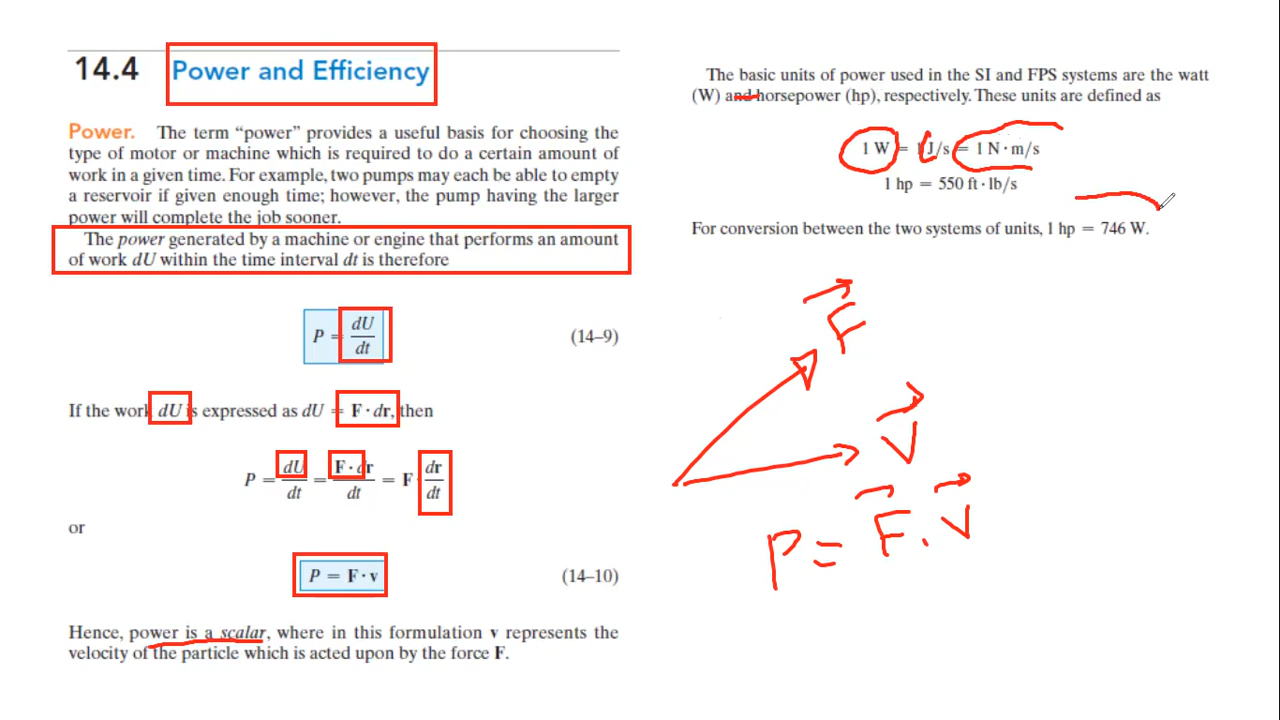 14.4 Power and Efficiency
Power. The term “power” provides a useful basis for choosing the
type of motor or machine which is required to do a certain amount of
work in a given time. For example, two pumps may each be able to empty
a reservoir if given enough time; however, the pump having the larger
power will complete the job sooner.
The power generated by a machine or engine that performs an amount
of work dU within the time interval dt is therefore
P = dU/dt (14–9)
If the work dU is expressed as dU = F · dr, then
P = dU/dt = F · dr/dt = F · dr/dt
or
P = F · v (14–10)
Hence, power is a scalar, where in this formulation v represents the
velocity of the particle which is acted upon by the force F.
The basic units of power used in the SI and FPS systems are the watt
(W) and horsepower (hp), respectively. These units are defined as
1 W = 1 J/s = 1 N · m/s
1 hp = 550 ft · lb/s
For conversion between the two systems of units, 1 hp = 746 W.
F
V
P = F . V